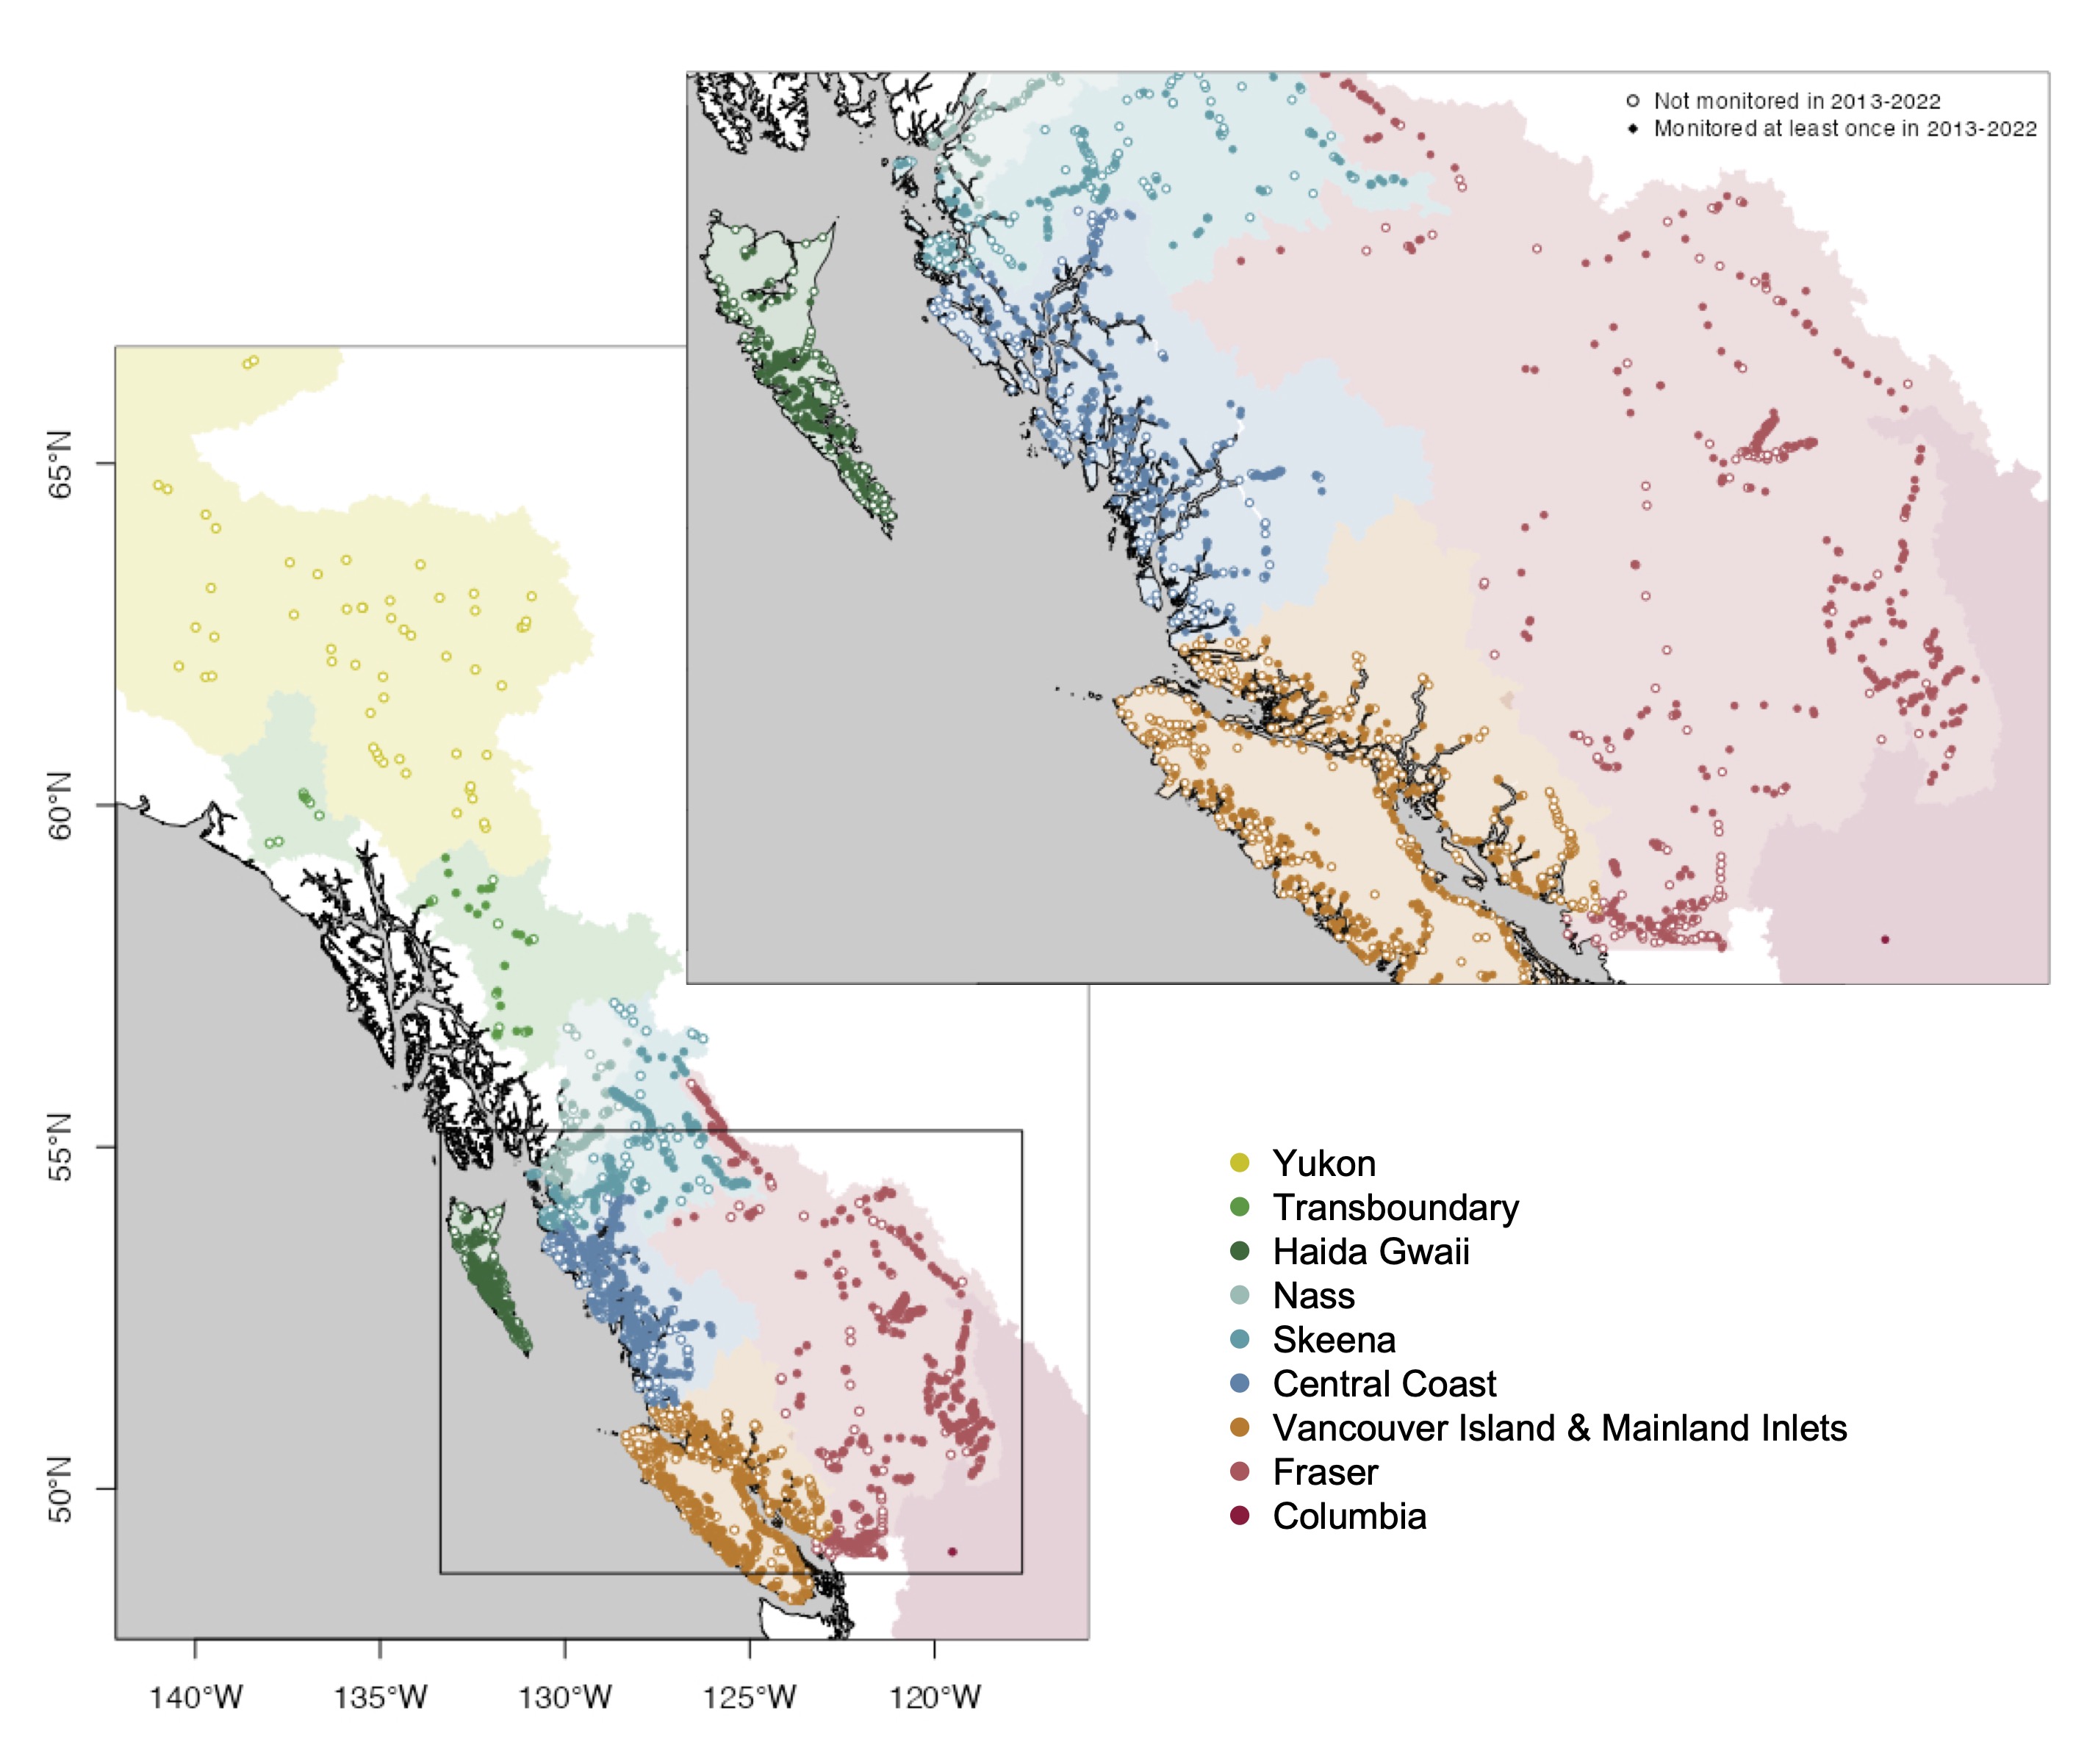 Not monitored in 2013-2022
Monitored at least once in 2013-2022
65°N
60°N
55°N
50°N
140°W
135°W
130°W
125°W
120°W
Yukon
Transboundary
Haida Gwaii
Nass
Skeena
Central Coast
Vancouver Island & Mainland Inlets
Fraser
Columbia